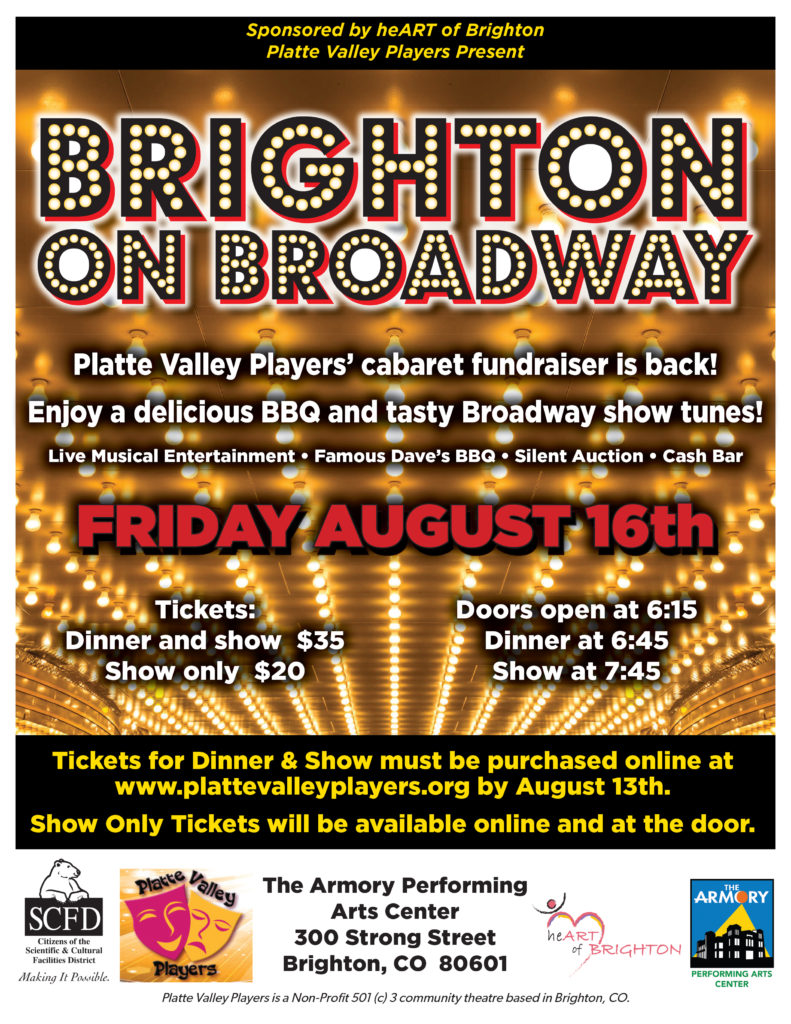 Sponsored by heART of Brighton
Platte Valley Players Present
BRIGHTON
ON BROADWAY
Platte Valley Players’ cabaret fundraiser is back!
Enjoy a delicious BBQ and tasty Broadway show tunes!
Live Musical Entertainment • Famous Dave’s BBQ • Silent Auction • Cash Bar
FRIDAY AUGUST 16th
Tickets:
Dinner and show $35
Show only $20
Doors open at 6:15
Dinner at 6:45
Show at 7:45
Tickets for Dinner & Show must be purchased online at
www.plattevalleyplayers.org by August 13th.
Show Only Tickets will be available online and at the door.
SCFD
Citizens of the
Scientific & Cultural
Facilities District
Making It Possible.
Platte Valley
Players
The Armory Performing
Arts Center
300 Strong Street
Brighton, CO 80601
heART
of BRIGHTON
THE
ARMORY
PERFORMING ARTS
CENTER
Platte Valley Players is a Non-Profit 501 (c) 3 community theatre based in Brighton, CO.